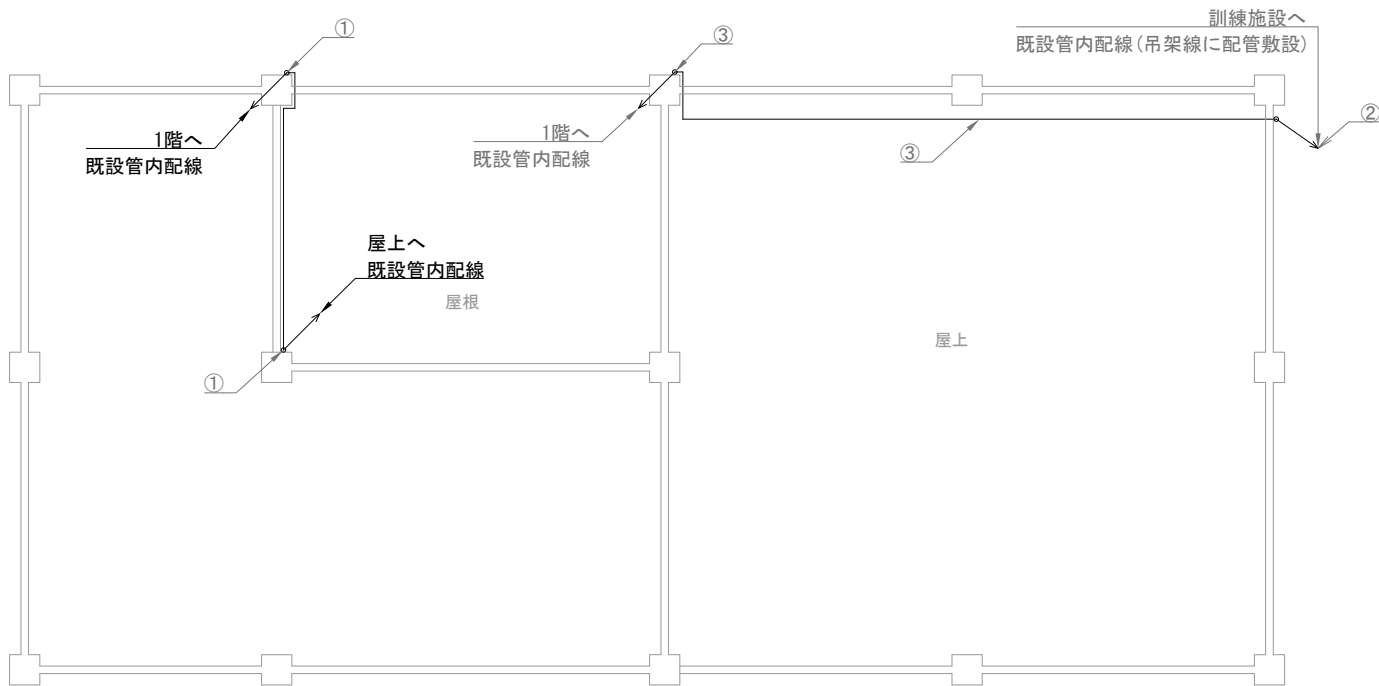 訓練施設へ
既設管内配線(吊架線に配管敷設)
①
③
②
1階へ
既設管内配線
1階へ
既設管内配線
③
屋上へ
既設管内配線
屋根
屋上
①